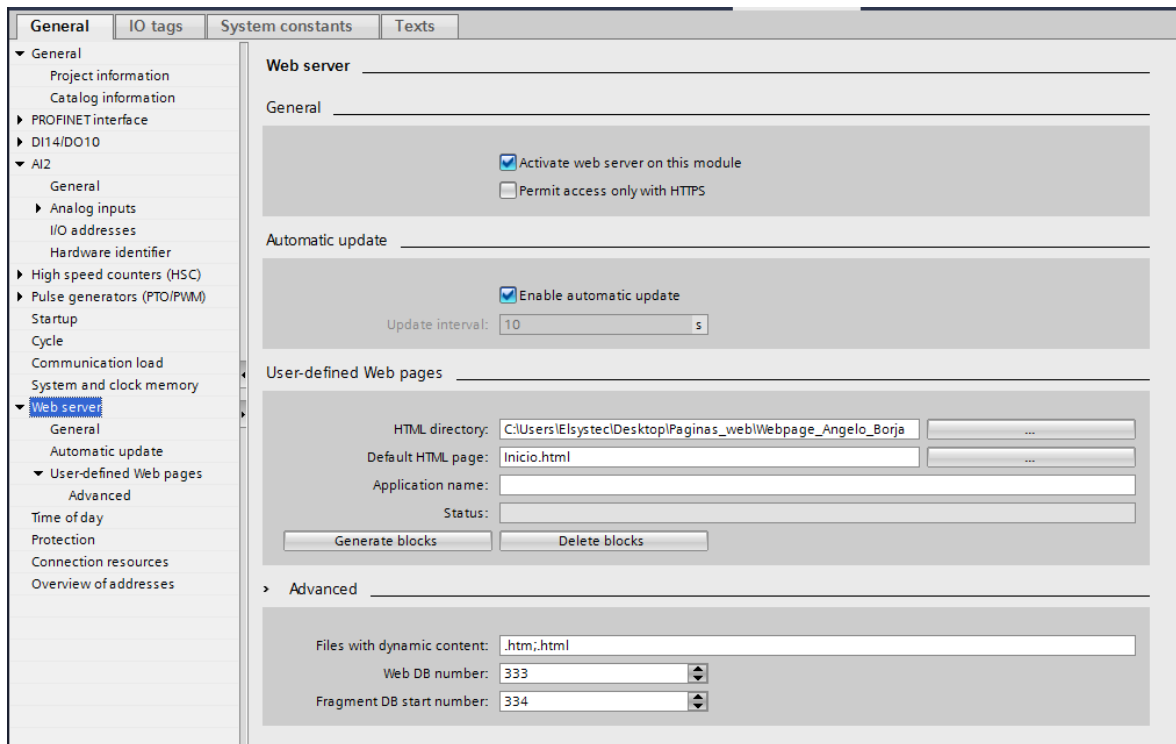 General IO tags System constants Texts
General
Project information
Catalog information
PROFINET interface
DI14/DO10
AI2
General
Analog inputs
I/O addresses
Hardware identifier
High speed counters (HSC)
Pulse generators (PTO/PWM)
Startup
Cycle
Communication load
System and clock memory
Web server
General
Automatic update
User-defined Web pages
Advanced
Time of day
Protection
Connection resources
Overview of addresses
Web server
General
Activate web server on this module
Permit access only with HTTPS
Automatic update
Enable automatic update
Update interval: 10 s
User-defined Web pages
HTML directory: C:\Users\Elsystec\Desktop\Paginas_web\Webpage_Angelo_Borja ...
Default HTML page: Inicio.html ...
Application name:
Status:
Generate blocks Delete blocks
Advanced
Files with dynamic content: .htm;.html
Web DB number: 333
Fragment DB start number: 334